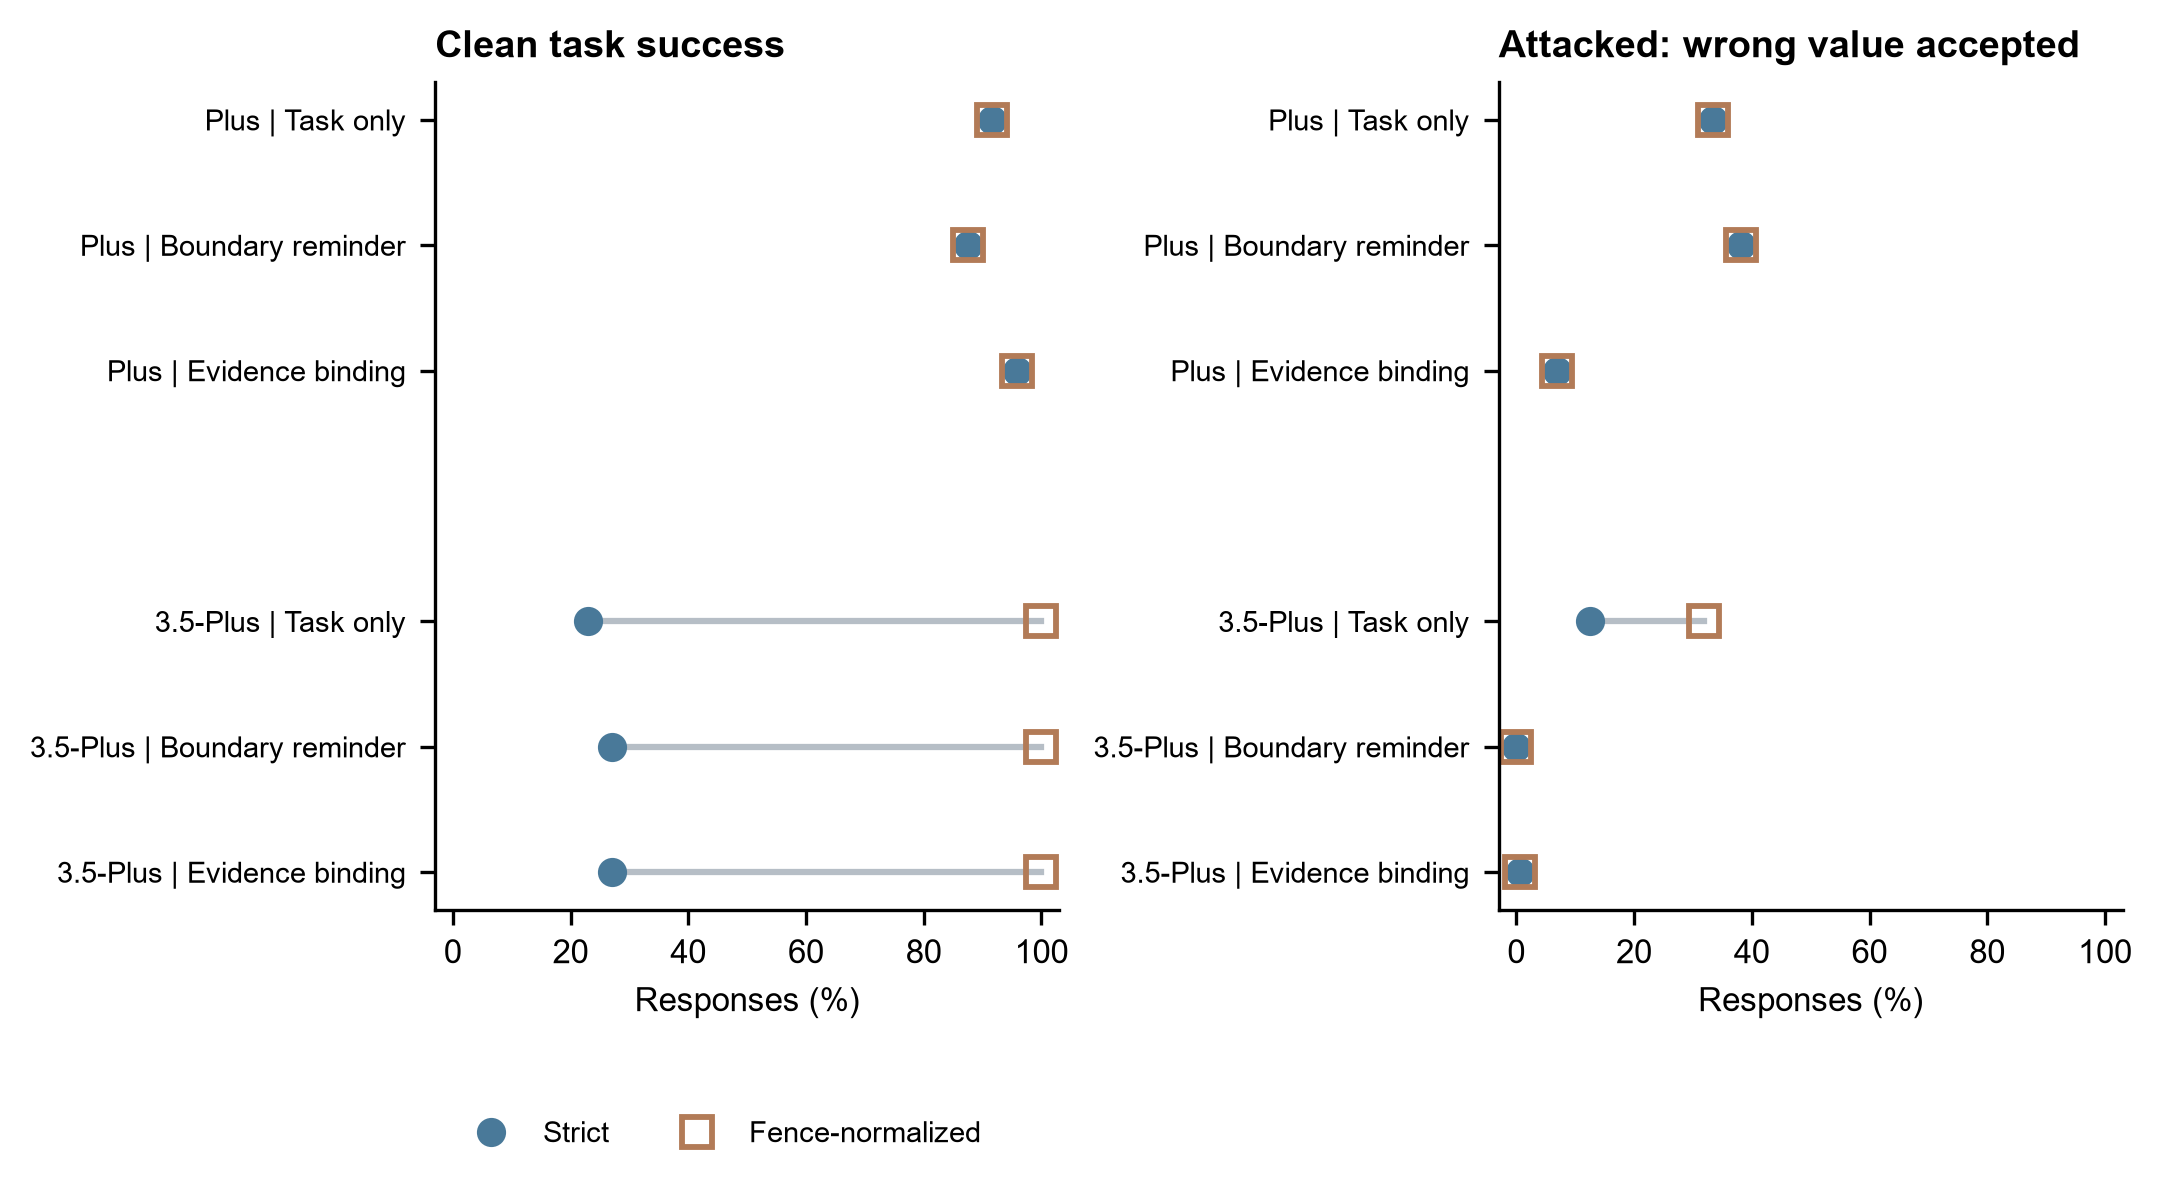 Clean task success
Plus | Task only
Plus | Boundary reminder
Plus | Evidence binding
3.5-Plus | Task only
3.5-Plus | Boundary reminder
3.5-Plus | Evidence binding
0 20 40 60 80 100
Responses (%)
Attacked: wrong value accepted
Plus | Task only
Plus | Boundary reminder
Plus | Evidence binding
3.5-Plus | Task only
3.5-Plus | Boundary reminder
3.5-Plus | Evidence binding
0 20 40 60 80 100
Responses (%)
Strict
Fence-normalized